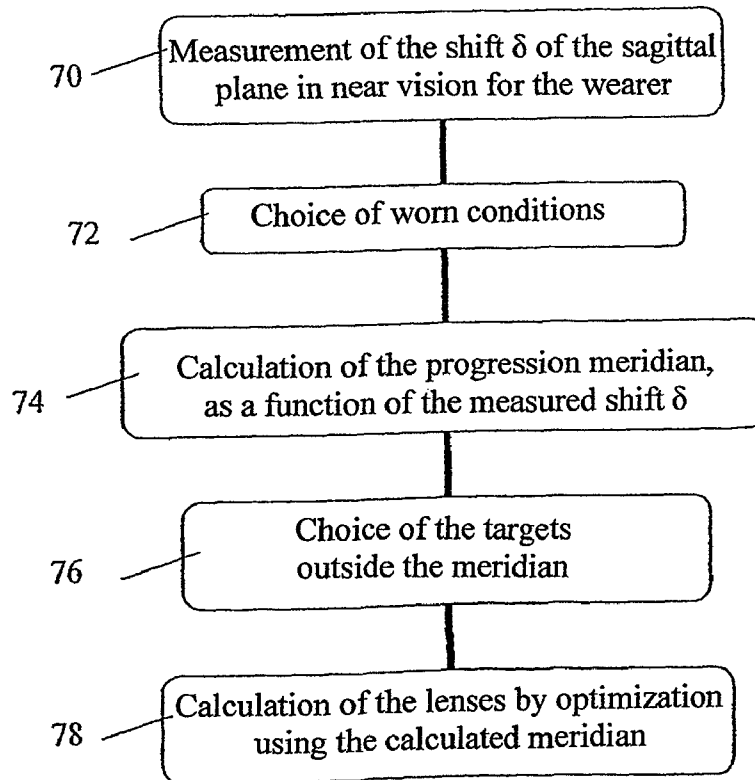 70
Measurement of the shift δ of the sagittal
plane in near vision for the wearer
72
Choice of worn conditions
74
Calculation of the progression meridian,
as a function of the measured shift δ
76
Choice of the targets
outside the meridian
78
Calculation of the lenses by optimization
using the calculated meridian